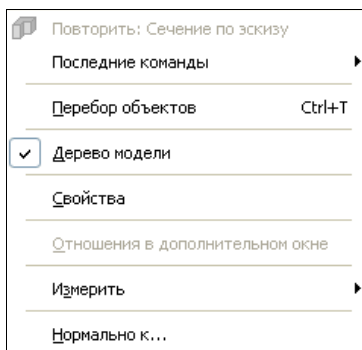 Повторить: Сечение по эскизу
Последние команды
Перебор объектов Ctrl+T
Дерево модели
Свойства
Отношения в дополнительном окне
Измерить
Нормально к...